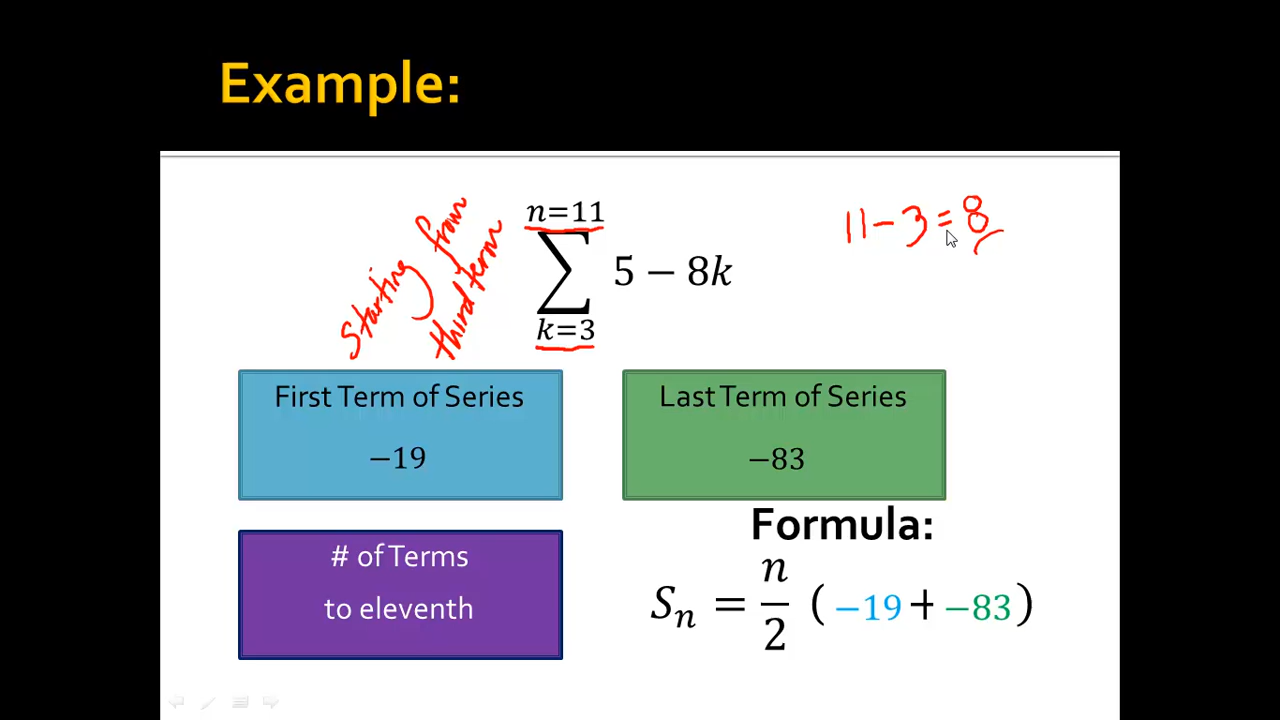 Example:
Starting from
third term
n=11
∑ 5 − 8k
k=3
11-3=8
First Term of Series
−19
Last Term of Series
−83
# of Terms
to eleventh
Formula:
Sₙ = n/2 (−19 + −83)